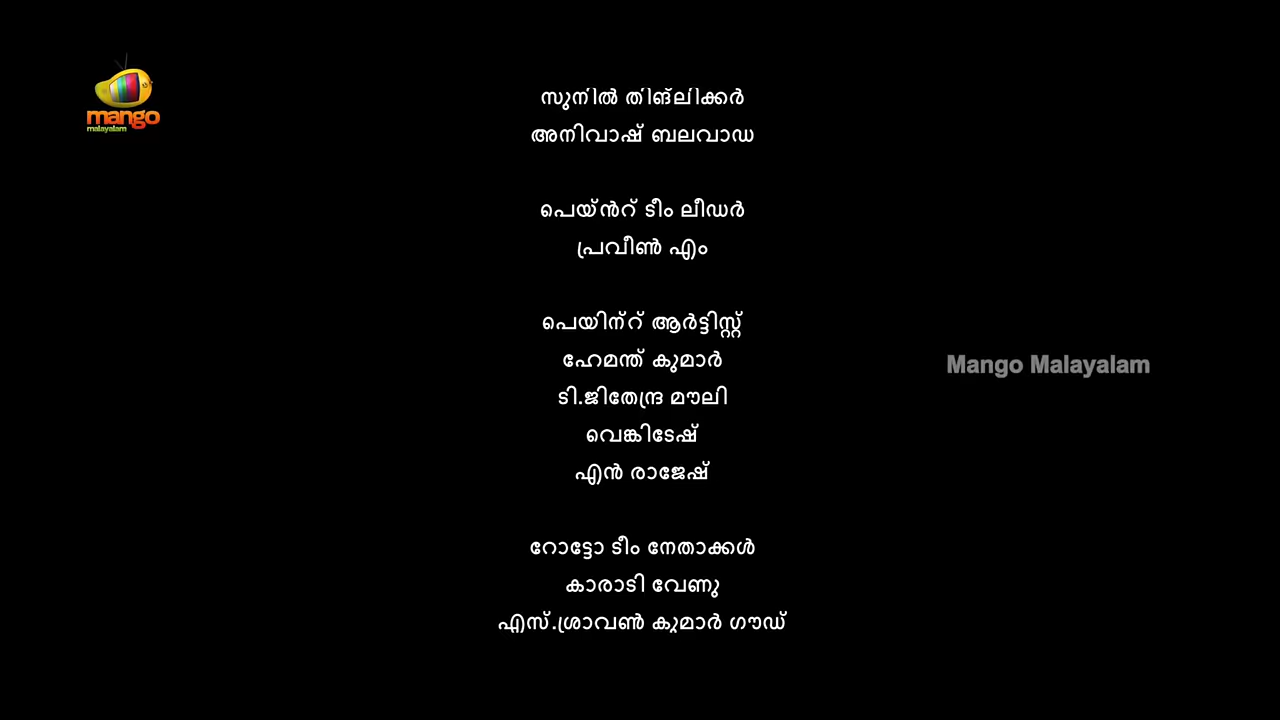 സുനിൽ തിങ്ലിക്കർ
അനിവാഷ് ബലവാഡ
പെയ്ൻറ് ടീം ലീഡർ
പ്രവീൺ എം
പെയിന്റ് ആർട്ടിസ്റ്റ്
ഹേമന്ത് കുമാർ
ടി.ജിതേന്ദ്ര മൗലി
വെങ്കിടേഷ്
എൻ രാജേഷ്
റോട്ടോ ടീം നേതാക്കൾ
കാരാടി വേണു
എസ്.ശ്രാവൺ കുമാർ ഗൗഡ്
mango
malayalam
Mango Malayalam